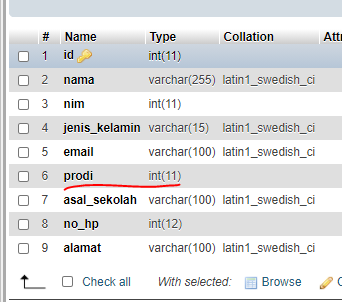 # Name Type Collation Att
1 id int(11)
2 nama varchar(255) latin1_swedish_ci
3 nim int(11)
4 jenis_kelamin varchar(15) latin1_swedish_ci
5 email varchar(100) latin1_swedish_ci
6 prodi int(11)
7 asal_sekolah varchar(100) latin1_swedish_ci
8 no_hp int(12)
9 alamat varchar(100) latin1_swedish_ci
Check all With selected: Browse